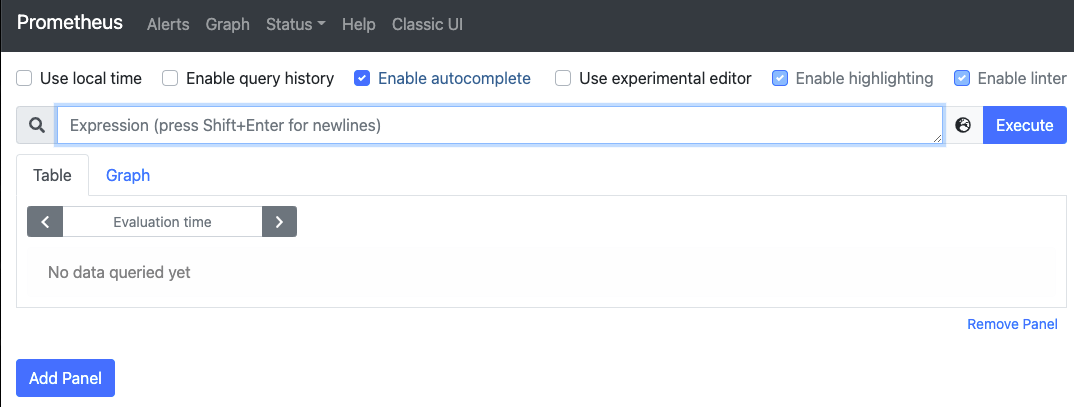 Prometheus Alerts Graph Status Help Classic UI
Use local time Enable query history Enable autocomplete Use experimental editor Enable highlighting Enable linter
Expression (press Shift+Enter for newlines) Execute
Table Graph
Evaluation time
No data queried yet
Remove Panel
Add Panel